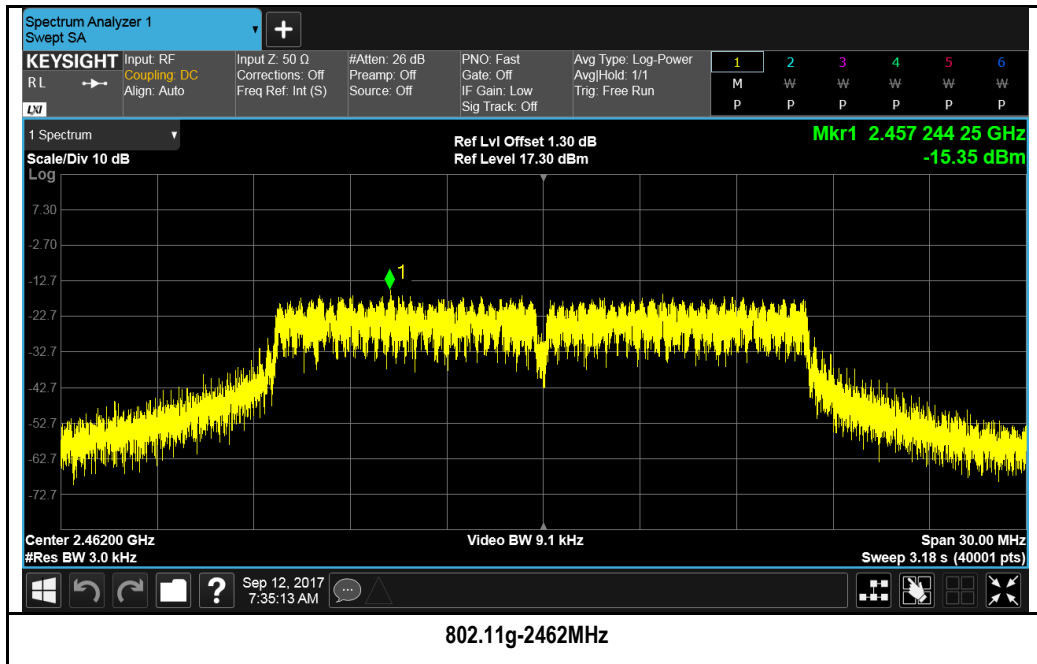 Spectrum Analyzer 1
Swept SA
+
KEYSIGHT
R L
LXI
Input: RF
Coupling: DC
Align: Auto
Input Z: 50 Ω
Corrections: Off
Freq Ref: Int (S)
#Atten: 26 dB
Preamp: Off
Source: Off
PNO: Fast
Gate: Off
IF Gain: Low
Sig Track: Off
Avg Type: Log-Power
Avg|Hold: 1/1
Trig: Free Run
1 2 3 4 5 6
M W W W W W
P P P P P P
1 Spectrum
Scale/Div 10 dB
Ref Lvl Offset 1.30 dB
Ref Level 17.30 dBm
Mkr1 2.457 244 25 GHz
-15.35 dBm
Log
7.30
-2.70
-12.7
-22.7
-32.7
-42.7
-52.7
-62.7
-72.7
1
Center 2.46200 GHz
#Res BW 3.0 kHz
Video BW 9.1 kHz
Span 30.00 MHz
Sweep 3.18 s (40001 pts)
?
Sep 12, 2017
7:35:13 AM
802.11g-2462MHz